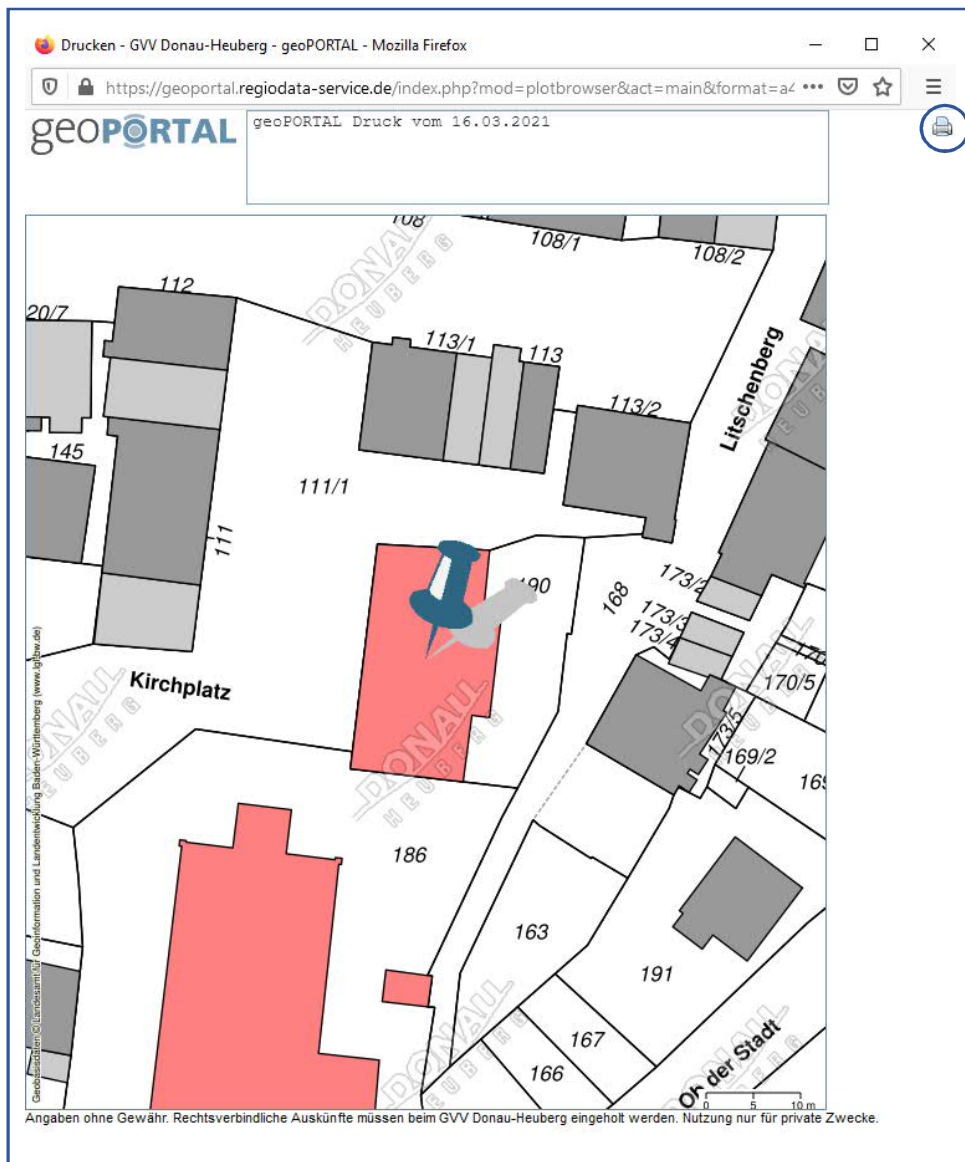 Drucken - GVV Donau-Heuberg - geoPORTAL - Mozilla Firefox
https://geoportal.regiodata-service.de/index.php?mod=plotbrowser&act=main&format=a4
geoPORTAL
geoPORTAL Druck vom 16.03.2021
108
108/1
108/2
DONAU
HEUBERG
112
20/7
113/1
113
113/2
Litschenberg
145
111/1
111
190
168
173/2
173/3
173/4
170/5
Kirchplatz
173/5
169/2
186
163
191
167
166
Ob der Stadt
0 5 10 m
Geobasisdaten © Landesamt für Geoinformation und Landentwicklung Baden-Württemberg (www.lgl-bw.de)
Angaben ohne Gewähr. Rechtsverbindliche Auskünfte müssen beim GVV Donau-Heuberg eingeholt werden. Nutzung nur für private Zwecke.